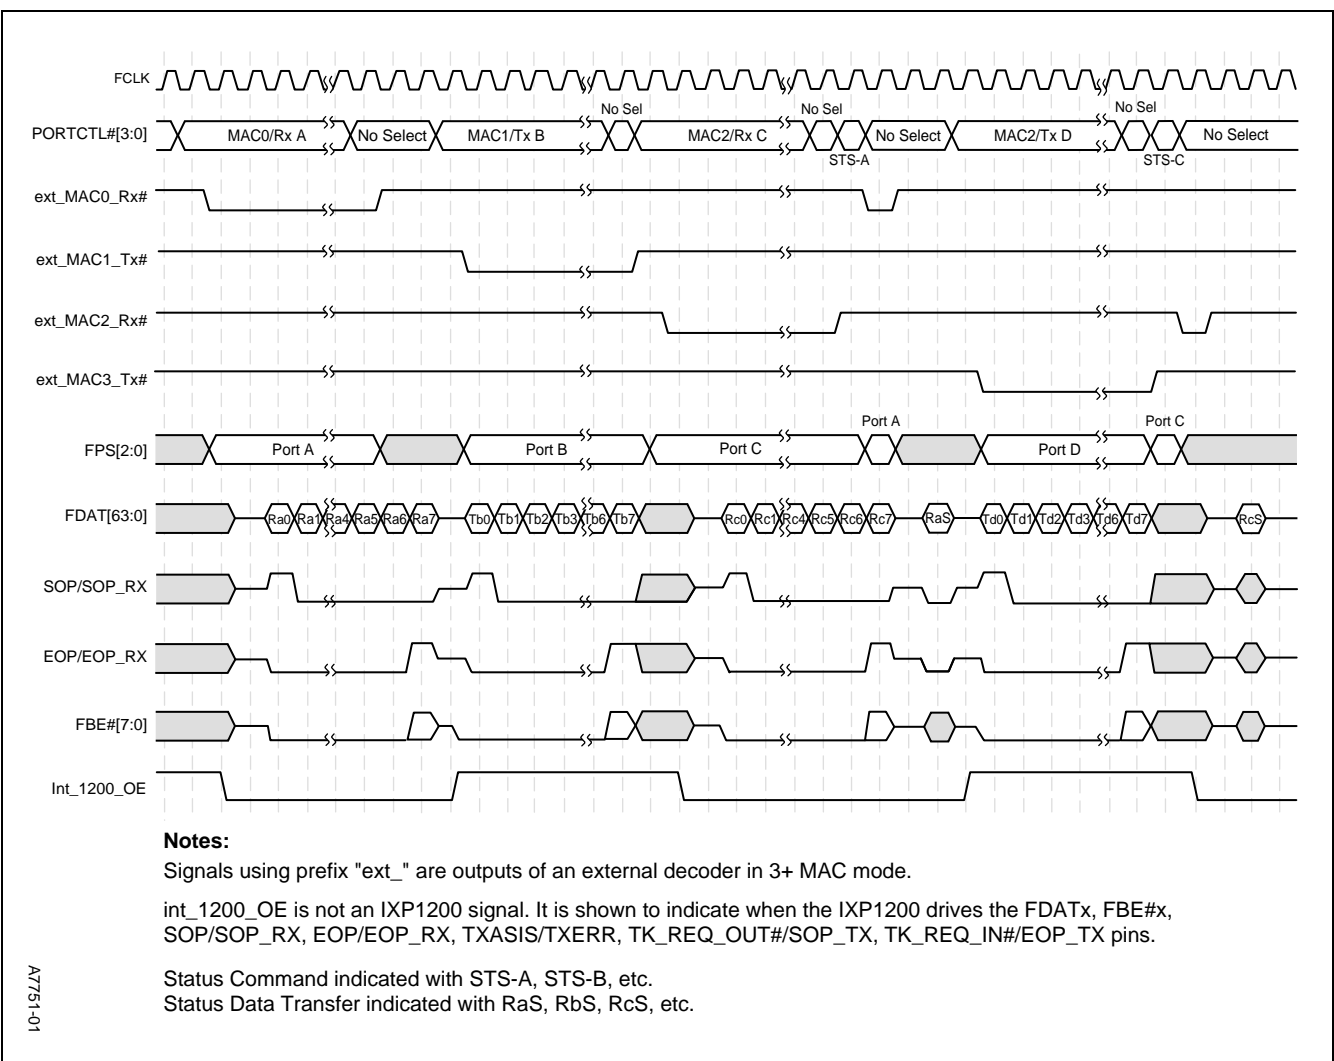 FCLK
No Sel No Sel No Sel
PORTCTL#[3:0] MAC0/Rx A No Select MAC1/Tx B MAC2/Rx C No Select MAC2/Tx D No Select
STS-A STS-C
ext_MAC0_Rx#
ext_MAC1_Tx#
ext_MAC2_Rx#
ext_MAC3_Tx#
Port A Port C
FPS[2:0] Port A Port B Port C Port D
FDAT[63:0] Ra0 Ra1 Ra4 Ra5 Ra6 Ra7 Tb0 Tb1 Tb2 Tb3 Tb6 Tb7 Rc0 Rc1 Rc4 Rc5 Rc6 Rc7 RaS Td0 Td1 Td2 Td3 Td6 Td7 RcS
SOP/SOP_RX
EOP/EOP_RX
FBE#[7:0]
Int_1200_OE
Notes:
Signals using prefix "ext_" are outputs of an external decoder in 3+ MAC mode.
int_1200_OE is not an IXP1200 signal. It is shown to indicate when the IXP1200 drives the FDATx, FBE#x,
SOP/SOP_RX, EOP/EOP_RX, TXASIS/TXERR, TK_REQ_OUT#/SOP_TX, TK_REQ_IN#/EOP_TX pins.
Status Command indicated with STS-A, STS-B, etc.
Status Data Transfer indicated with RaS, RbS, RcS, etc.
A7751-01